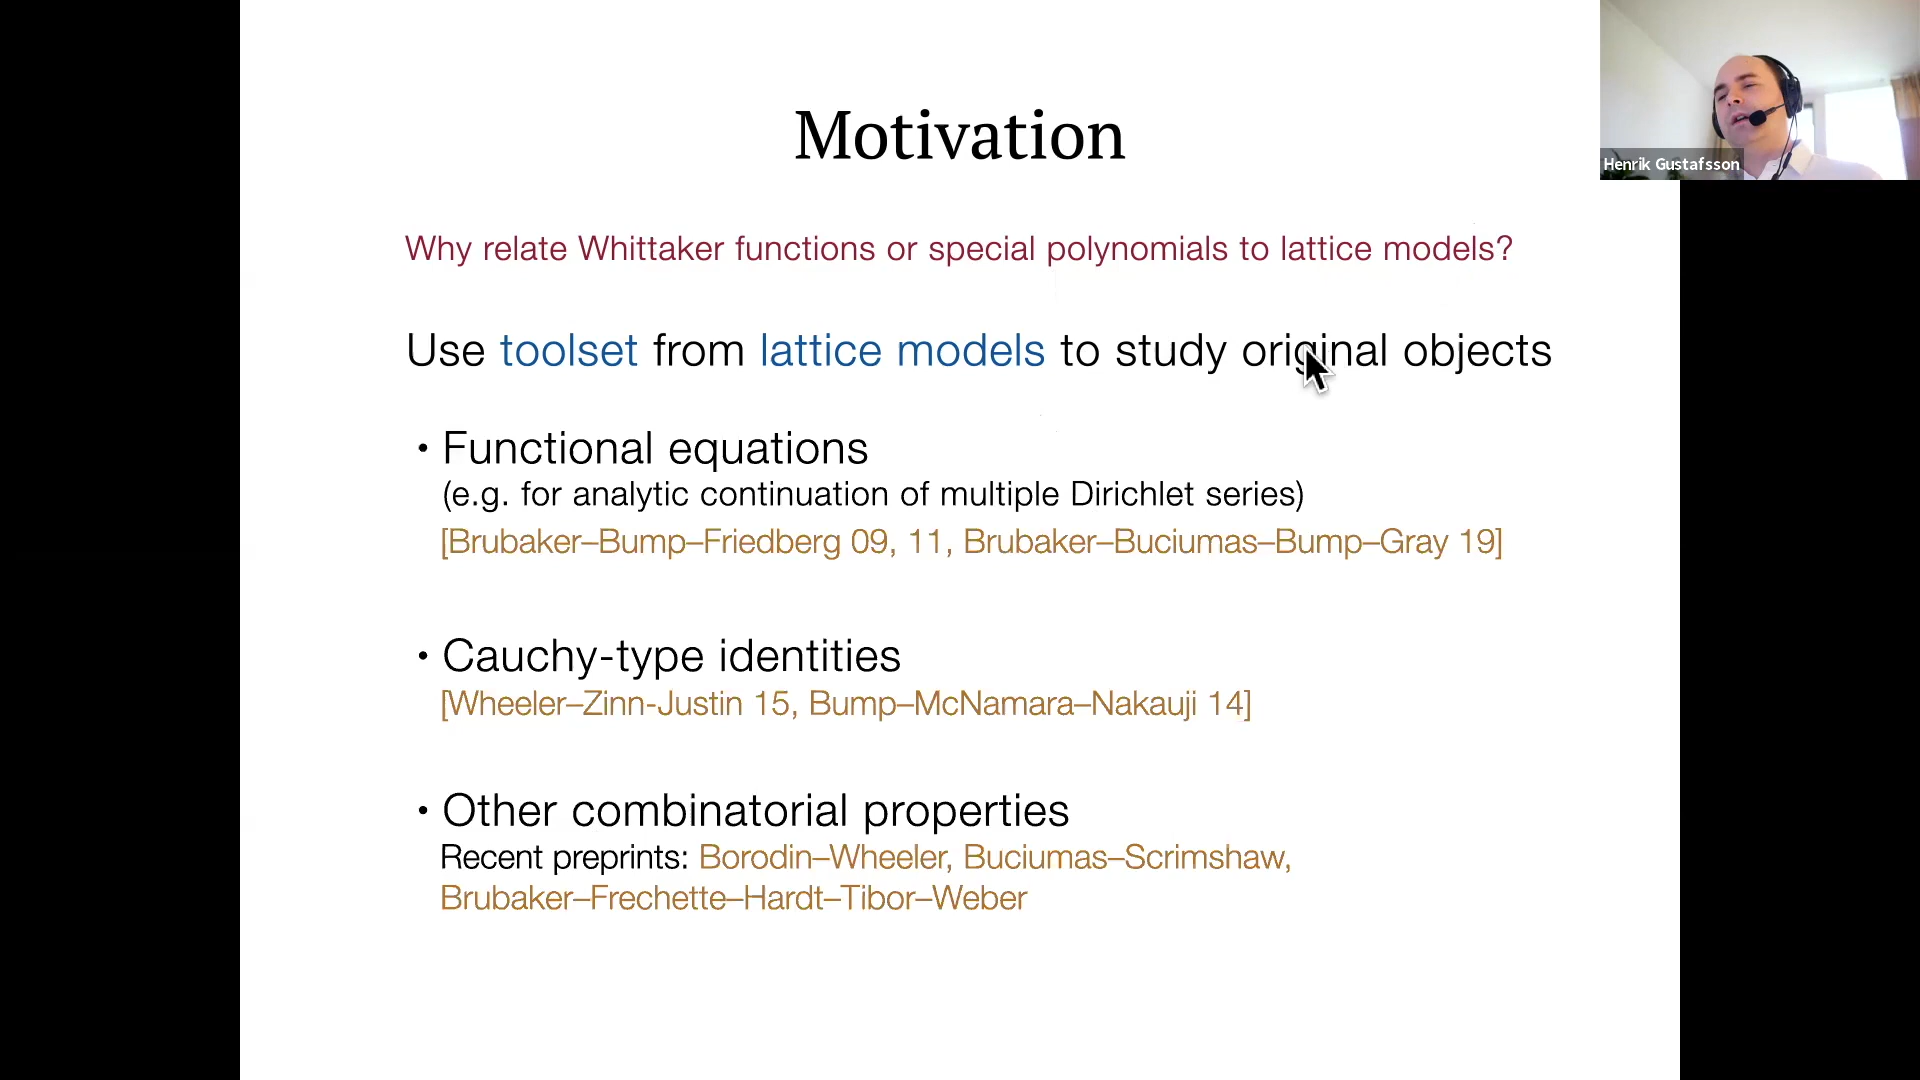 Motivation
Henrik Gustafsson
Why relate Whittaker functions or special polynomials to lattice models?
Use toolset from lattice models to study original objects
• Functional equations
(e.g. for analytic continuation of multiple Dirichlet series)
[Brubaker–Bump–Friedberg 09, 11, Brubaker–Buciumas–Bump–Gray 19]
• Cauchy-type identities
[Wheeler–Zinn-Justin 15, Bump–McNamara–Nakauji 14]
• Other combinatorial properties
Recent preprints: Borodin–Wheeler, Buciumas–Scrimshaw,
Brubaker–Frechette–Hardt–Tibor–Weber